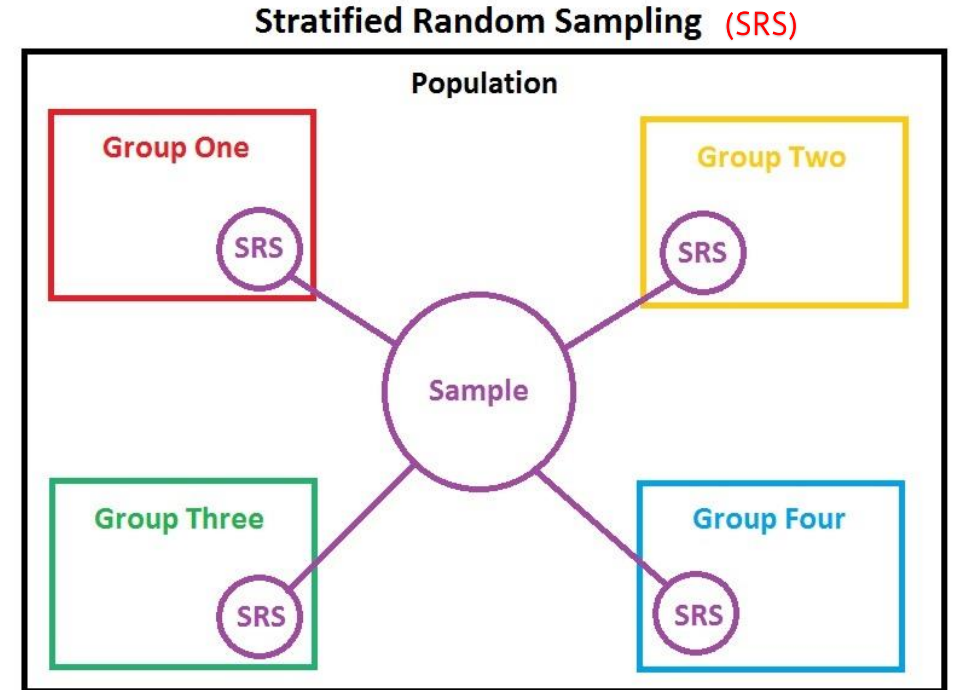 Stratified Random Sampling (SRS)
Population
Group One
SRS
Group Two
SRS
Sample
Group Three
SRS
Group Four
SRS